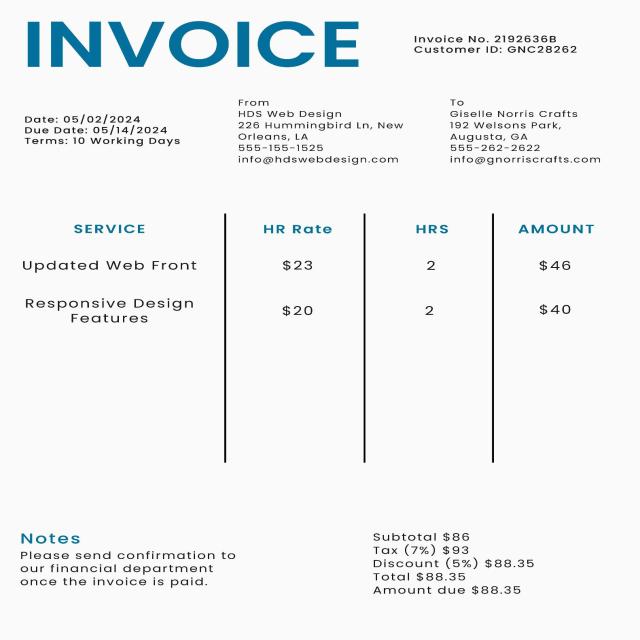 INVOICE
Invoice No. 2192636B
Customer ID: GNC28262
Date: 05/02/2024
Due Date: 05/14/2024
Terms: 10 Working Days
From
HDS Web Design
226 Hummingbird Ln, New
Orleans, LA
555-155-1525
info@hdswebdesign.com
To
Giselle Norris Crafts
192 Welsons Park,
Augusta, GA
555-262-2622
info@gnorriscrafts.com
SERVICE HR Rate HRS AMOUNT
Updated Web Front $23 2 $46
Responsive Design
Features $20 2 $40
Notes
Please send confirmation to
our financial department
once the invoice is paid.
Subtotal $86
Tax (7%) $93
Discount (5%) $88.35
Total $88.35
Amount due $88.35